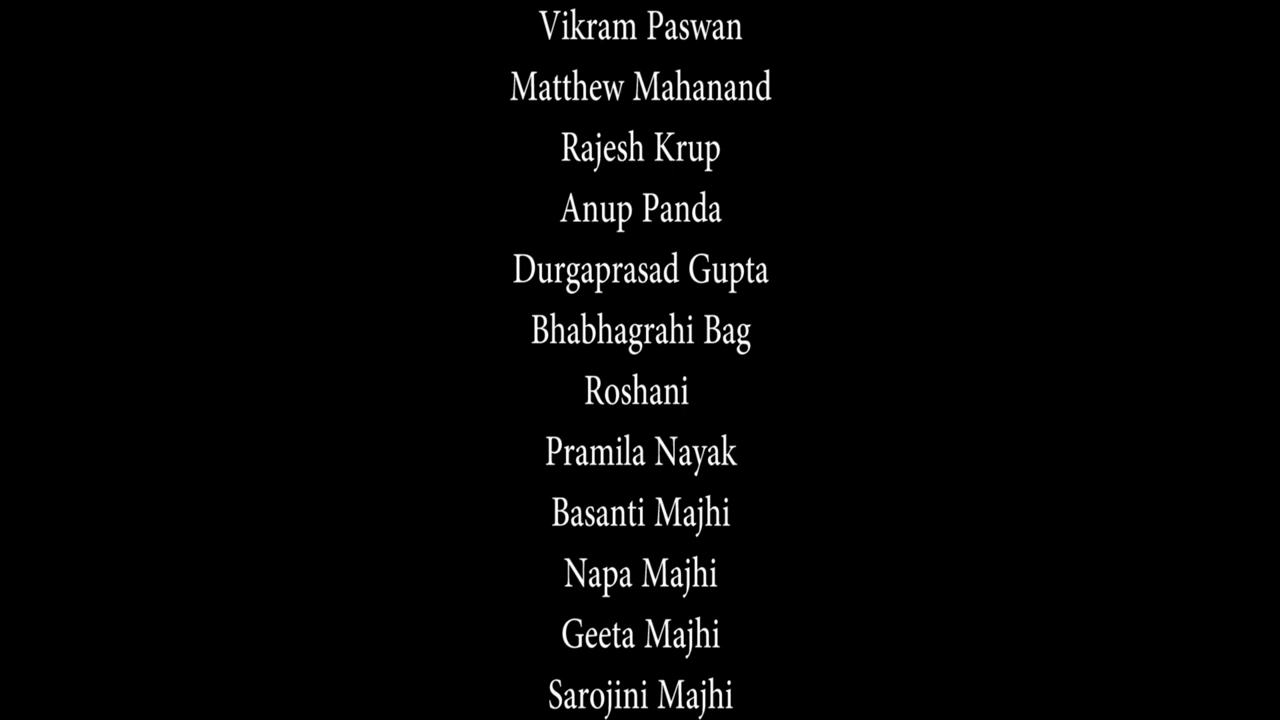 Vikram Paswan
Matthew Mahanand
Rajesh Krup
Anup Panda
Durgaprasad Gupta
Bhabhagrahi Bag
Roshani
Pramila Nayak
Basanti Majhi
Napa Majhi
Geeta Majhi
Sarojini Majhi